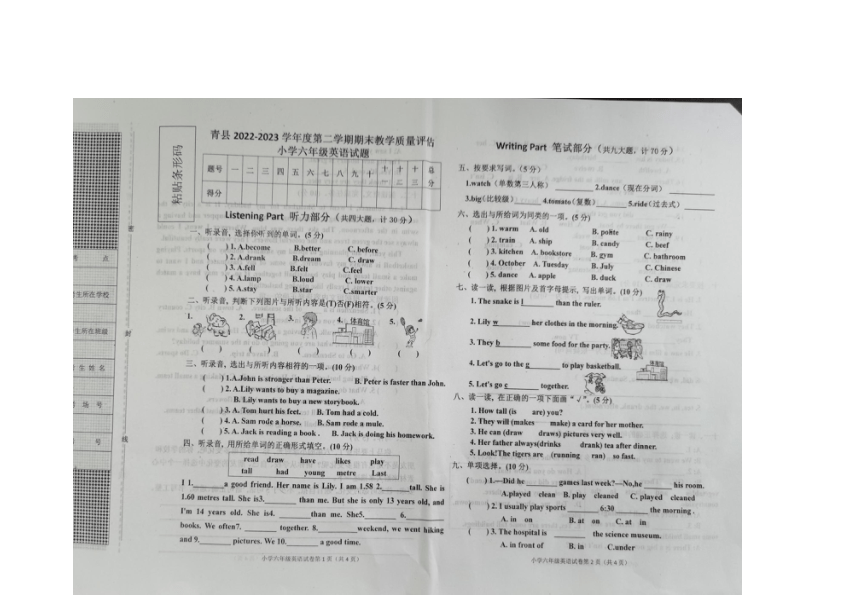 粘贴条形码
青县 2022-2023 学年度第二学期期末教学质量评估
小学六年级英语试题
题号 一 二 三 四 五 六 七 八 九 十 十一 十二 十三 总分
得分
Listening Part 听力部分（共四大题，计 30 分）
一、听录音, 选择你听到的单词。(5 分)
( ) 1. A.become B.better C. before
( ) 2. A.drank B.dream C. draw
( ) 3. A.fell B.felt C.feel
( ) 4. A.lamp B.loud C. lower
( ) 5. A.stay B.star C.smarter
二、听录音, 判断下列图片与所听内容是(T)否(F)相符。(5 分)
1. 2. 3. 4. 体育馆 5.
( ) ( ) ( ) ( ) ( )
三、听录音, 选出与所听内容相符的一项。(10 分)
( ) 1.A.John is stronger than Peter. B. Peter is faster than John.
( ) 2. A.Lily wants to buy a magazine.
B. Lily wants to buy a new storybook.
( ) 3. A. Tom hurt his feet. B. Tom had a cold.
( ) 4. A. Sam rode a horse. B. Sam rode a mule.
( ) 5. A. Jack is reading a book . B. Jack is doing his homework.
四、听录音, 用所给单词的正确形式填空。(10 分)
read draw have likes play
tall had young metre Last
I 1.______a good friend. Her name is Lily. I am 1.58 2.______tall. She is
1.60 metres tall. She is3.______ than me. But she is only 13 years old, and
I'm 14 years old. She is4.______ than me. She5.______ 6.______
books. We often7.______ together. 8.______weekend, we went hiking
and 9.______ pictures. We 10.______ a good time.
小学六年级英语试卷第 1 页（共 4 页）
Writing Part 笔试部分（共九大题，计 70 分）
五、按要求写词。(5 分)
1.watch (单数第三人称) ______ 2.dance (现在分词) ______
3.big(比较级) ______ 4.tomato(复数) ______ 5.ride(过去式) ______
六、选出与所给词为同类的一项。(5 分)
( ) 1. warm A. old B. polite C. rainy
( ) 2. train A. ship B. candy C. beef
( ) 3. kitchen A. bookstore B. gym C. bathroom
( ) 4. October A. Tuesday B. July C. Chinese
( ) 5. dance A. apple B. duck C. draw
七、读一读, 根据图片及首字母提示, 写出单词。(10 分)
1. The snake is l______ than the ruler.
2. Lily w______ her clothes in the morning.
3. They b______ some food for the party.
4. Let's go to the g______ to play basketball.
5. Let's go c______ together.
八、读一读, 在正确的一项下面画 "√"。(5 分)
1. How tall (is are) you?
2. They will (makes make) a card for her mother.
3. He can (draw draws) pictures very well.
4. Her father always(drinks drank) tea after dinner.
5. Look!The tigers are (running run) so fast.
九、单项选择。(10 分)
( ) 1.—Did he ______ games last week?—No,he ______ his room.
A.played clean B. play cleaned C. played cleaned
( ) 2. I usually play sports ______ 6:30 ______ the morning .
A. in on B. at on C. at in
( ) 3. The hospital is ______ the science museum.
A. in front of B. in C.under
小学六年级英语试卷第 2 页（共 4 页）